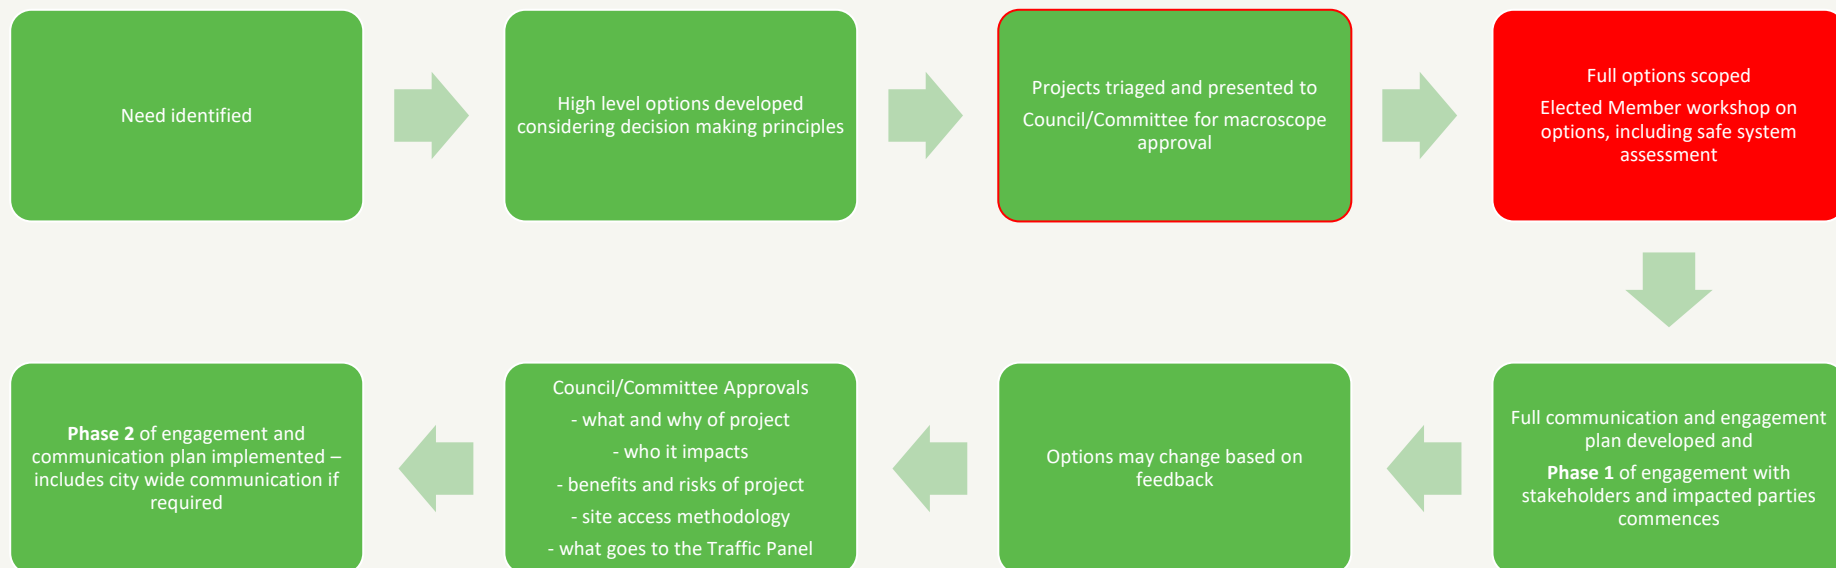 Need identified
High level options developed
considering decision making principles
Projects triaged and presented to
Council/Committee for macroscope
approval
Full options scoped
Elected Member workshop on
options, including safe system
assessment
Full communication and engagement
plan developed and
Phase 1 of engagement with
stakeholders and impacted parties
commences
Options may change based on
feedback
Council/Committee Approvals
- what and why of project
- who it impacts
- benefits and risks of project
- site access methodology
- what goes to the Traffic Panel
Phase 2 of engagement and
communication plan implemented –
includes city wide communication if
required